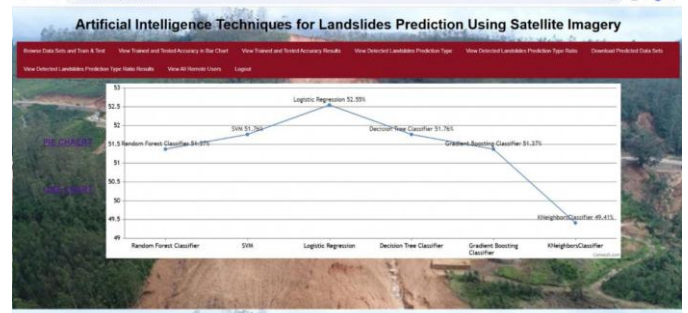 Artificial Intelligence Techniques for Landslides Prediction Using Satellite Imagery
Browse Data Sets and Train & Test View Trained and Tested Accuracy in Bar Chart View Trained and Tested Accuracy Results View Detected Landslides Prediction Type View Detected Landslides Prediction Type Ratio Download Predicted Data Sets
View Detected Landslides Prediction Type Ratio Results View All Remote Users Logout
53
Logistic Regression 52.55%
52.5
52
SVM 51.76% Decision Tree Classifier 51.76%
51.5 Random Forest Classifier 51.37% Gradient Boosting Classifier 51.37%
51
50.5
50
49.5 KNeighborsClassifier 49.41%
49
Random Forest Classifier SVM Logistic Regression Decision Tree Classifier Gradient Boosting KNeighborsClassifier
Classifier